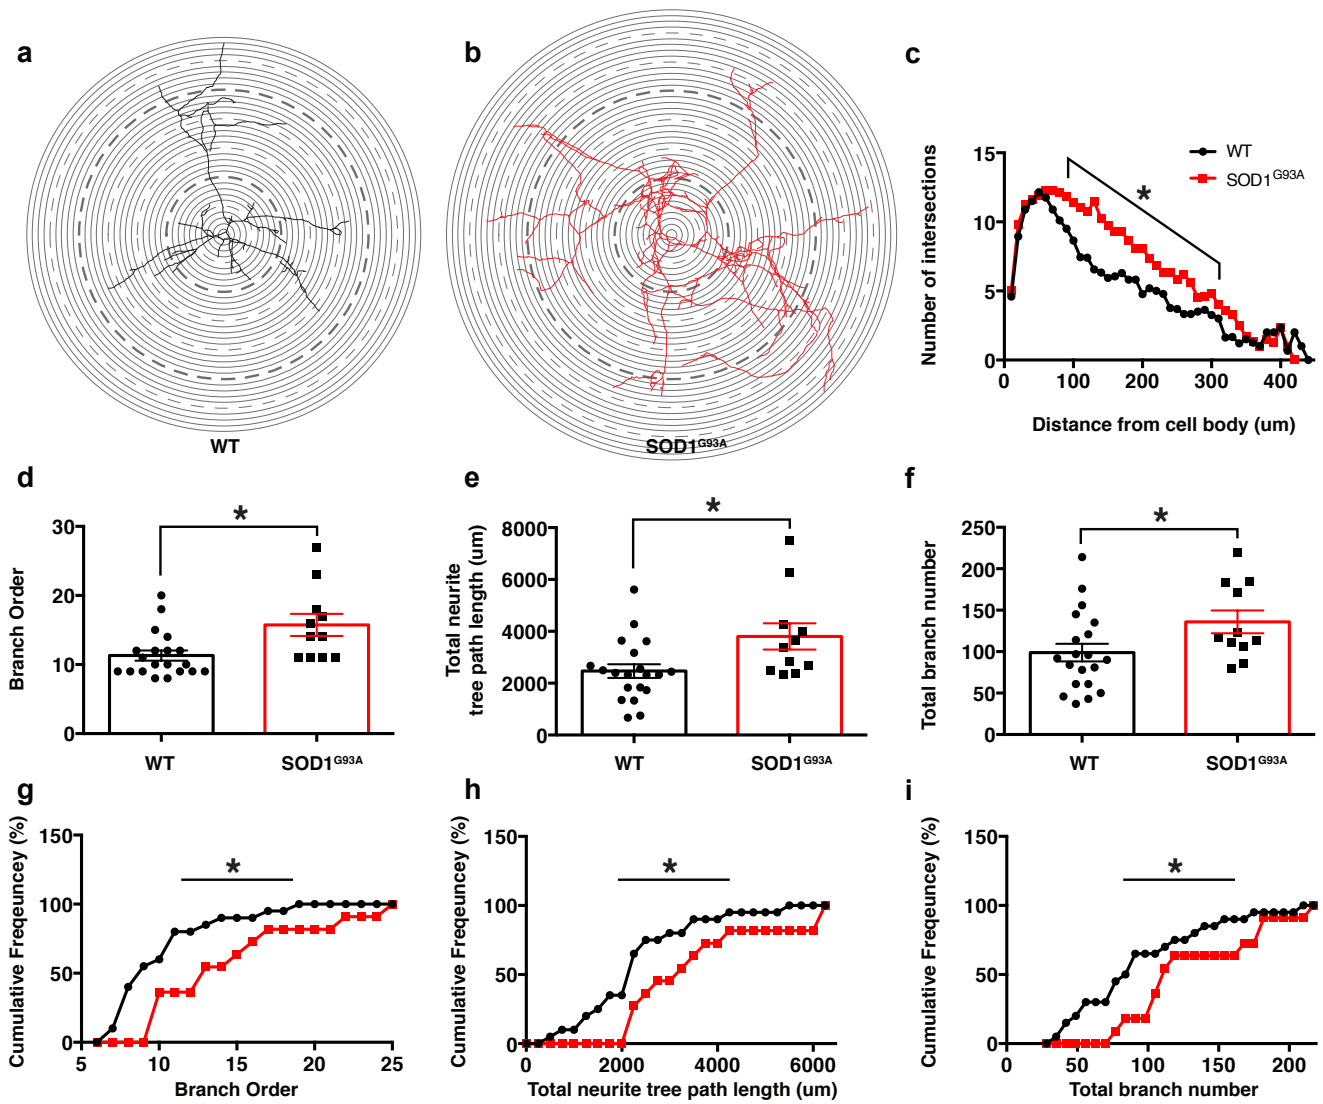 a
b
c
WT
SOD1G93A
WT
SOD1G93A
Number of intersections
15
10
5
0
*
0 100 200 300 400
Distance from cell body (um)
d
e
f
Branch Order
30
20
10
0
*
WT SOD1G93A
Total neurite
tree path length (um)
8000
6000
4000
2000
0
*
WT SOD1G93A
Total branch number
250
200
150
100
50
0
*
WT SOD1G93A
g
h
i
Cumulative Freqeuncey (%)
150
100
50
0
*
5 10 15 20 25
Branch Order
Cumulative Freqeuncey (%)
150
100
50
0
*
0 2000 4000 6000
Total neurite tree path length (um)
Cumulative Freqeuncey (%)
150
100
50
0
*
0 50 100 150 200
Total branch number